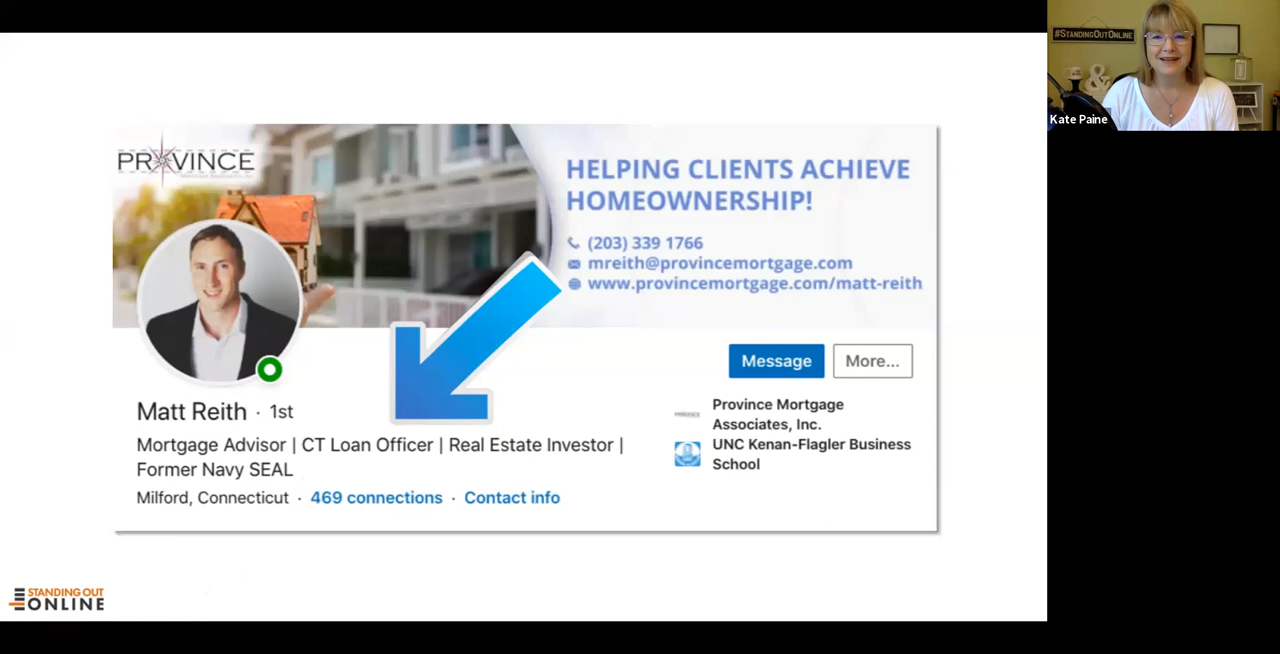 #STANDINGOUTONLINE
&
Kate Paine
PROVINCE
HELPING CLIENTS ACHIEVE
HOMEOWNERSHIP!
(203) 339 1766
mreith@provincemortgage.com
www.provincemortgage.com/matt-reith
Message
More...
Matt Reith · 1st
Mortgage Advisor | CT Loan Officer | Real Estate Investor |
Former Navy SEAL
Milford, Connecticut · 469 connections · Contact info
Province Mortgage
Associates, Inc.
UNC Kenan-Flagler Business
School
STANDING OUT
ONLINE